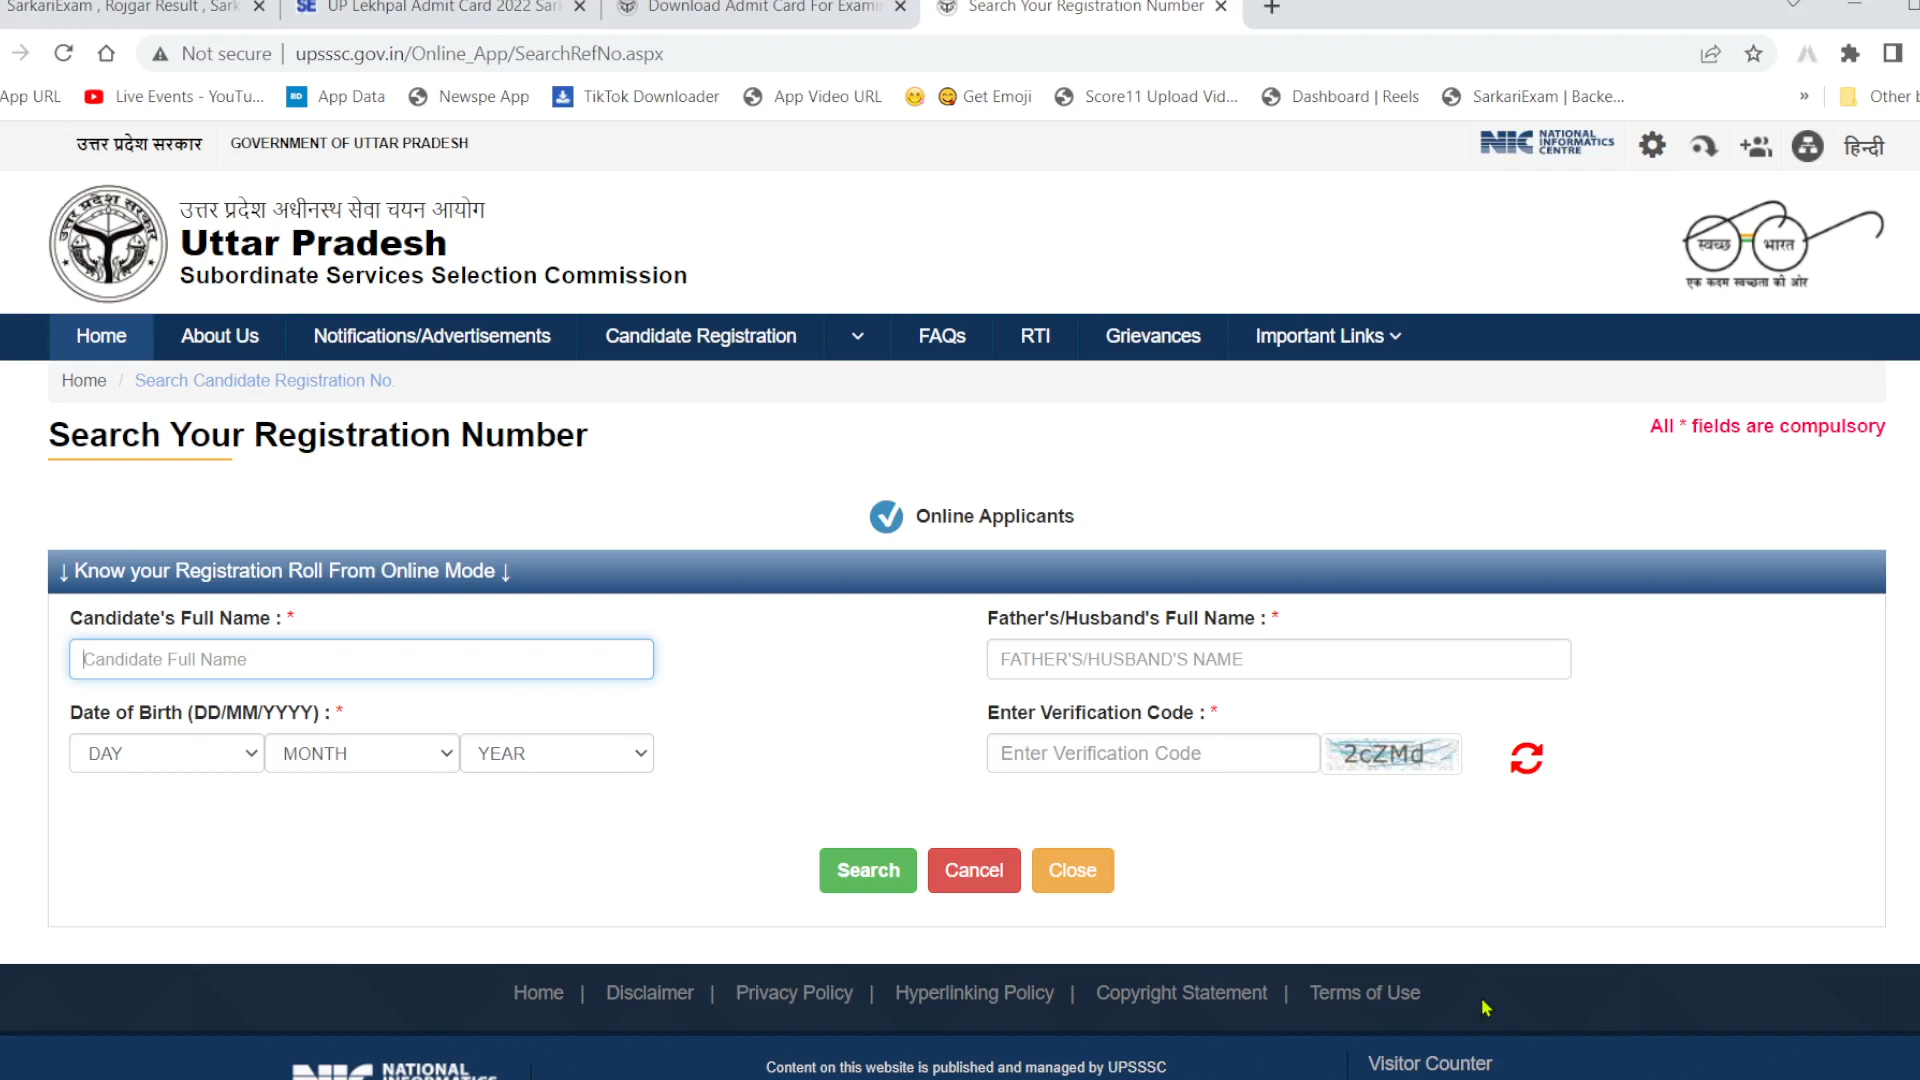 SarkariExam , Rojgar Result , Sark
UP Lekhpal Admit Card 2022 Sar
Download Admit Card For Exami
Search Your Registration Number
Not secure | upsssc.gov.in/Online_App/SearchRefNo.aspx
App URL
Live Events - YouTu...
App Data
Newspe App
TikTok Downloader
App Video URL
Get Emoji
Score11 Upload Vid...
Dashboard | Reels
SarkariExam | Backe...
»
Other b
उत्तर प्रदेश सरकार
GOVERNMENT OF UTTAR PRADESH
NIC NATIONAL
INFORMATICS
CENTRE
हिन्दी
उत्तर प्रदेश सरकार
उत्तर प्रदेश अधीनस्थ सेवा चयन आयोग
Uttar Pradesh
Subordinate Services Selection Commission
स्वच्छ भारत
एक कदम स्वच्छता की ओर
Home
About Us
Notifications/Advertisements
Candidate Registration
FAQs
RTI
Grievances
Important Links
Home / Search Candidate Registration No.
Search Your Registration Number
All * fields are compulsory
Online Applicants
↓ Know your Registration Roll From Online Mode ↓
Candidate's Full Name : *
Father's/Husband's Full Name : *
Candidate Full Name
FATHER'S/HUSBAND'S NAME
Date of Birth (DD/MM/YYYY) : *
Enter Verification Code : *
DAY
MONTH
YEAR
Enter Verification Code
2cZMd
Search
Cancel
Close
Home | Disclaimer | Privacy Policy | Hyperlinking Policy | Copyright Statement | Terms of Use
NIC NATIONAL
INFORMATICS
Content on this website is published and managed by UPSSSC
Visitor Counter